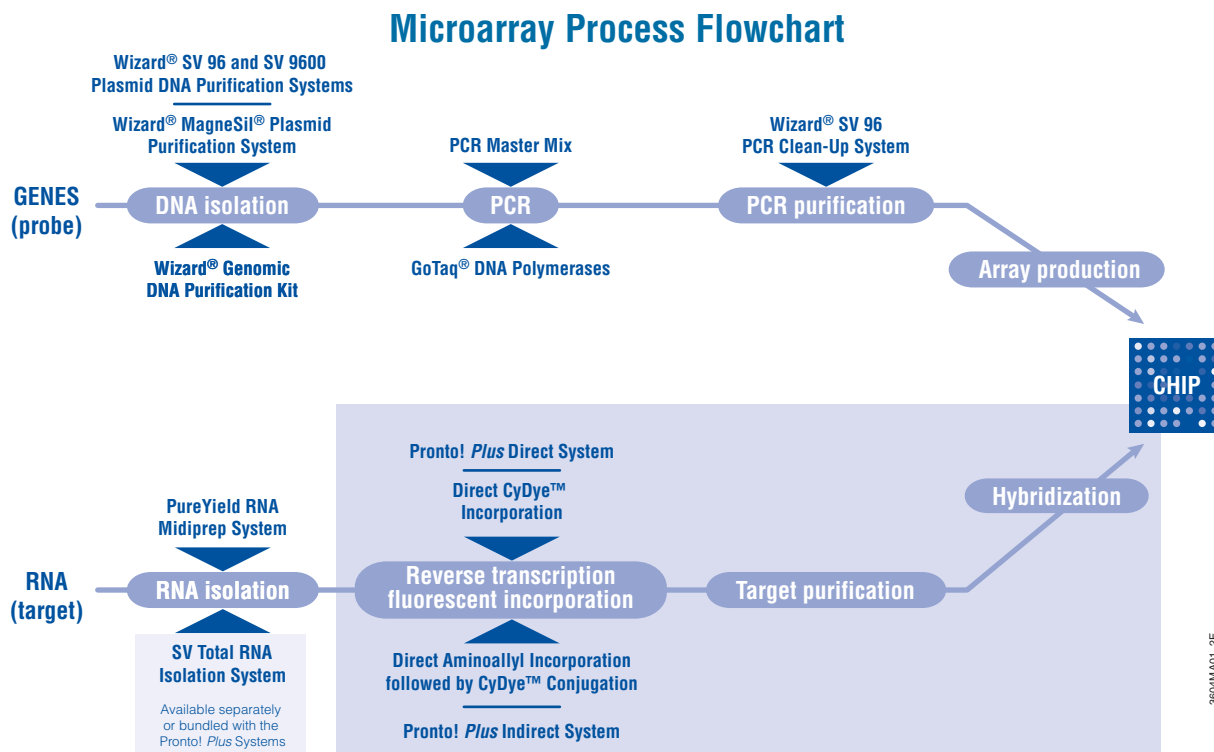 Microarray Process Flowchart
Wizard® SV 96 and SV 9600
Plasmid DNA Purification Systems
Wizard® MagneSil® Plasmid
Purification System
PCR Master Mix
Wizard® SV 96
PCR Clean-Up System
GENES
(probe)
DNA isolation
PCR
PCR purification
Wizard® Genomic
DNA Purification Kit
GoTaq® DNA Polymerases
Array production
CHIP
Pronto! Plus Direct System
Direct CyDye™
Incorporation
PureYield RNA
Midiprep System
Hybridization
RNA
(target)
RNA isolation
Reverse transcription
fluorescent incorporation
Target purification
SV Total RNA
Isolation System
Available separately
or bundled with the
Pronto! Plus Systems
Direct Aminoallyl Incorporation
followed by CyDye™ Conjugation
Pronto! Plus Indirect System